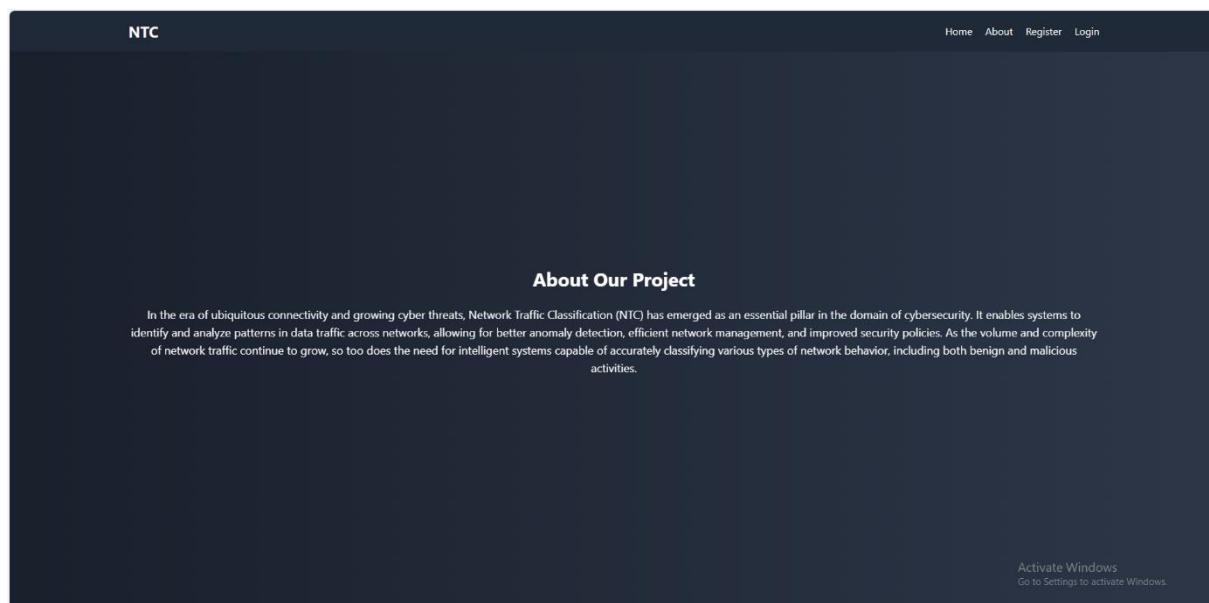 NTC
Home About Register Login
About Our Project
In the era of ubiquitous connectivity and growing cyber threats, Network Traffic Classification (NTC) has emerged as an essential pillar in the domain of cybersecurity. It enables systems to
identify and analyze patterns in data traffic across networks, allowing for better anomaly detection, efficient network management, and improved security policies. As the volume and complexity
of network traffic continue to grow, so too does the need for intelligent systems capable of accurately classifying various types of network behavior, including both benign and malicious
activities.
Activate Windows
Go to Settings to activate Windows.